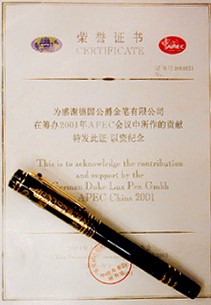 荣誉证书
CERTIFICATE
为感谢德国公爵金笔有限公司
在筹办2001年APEC会议中所作的贡献
特发此证 以资纪念
This is to acknowledge the contribution
and support by the
German Duke Lux Pen Gmbh
APEC China 2001